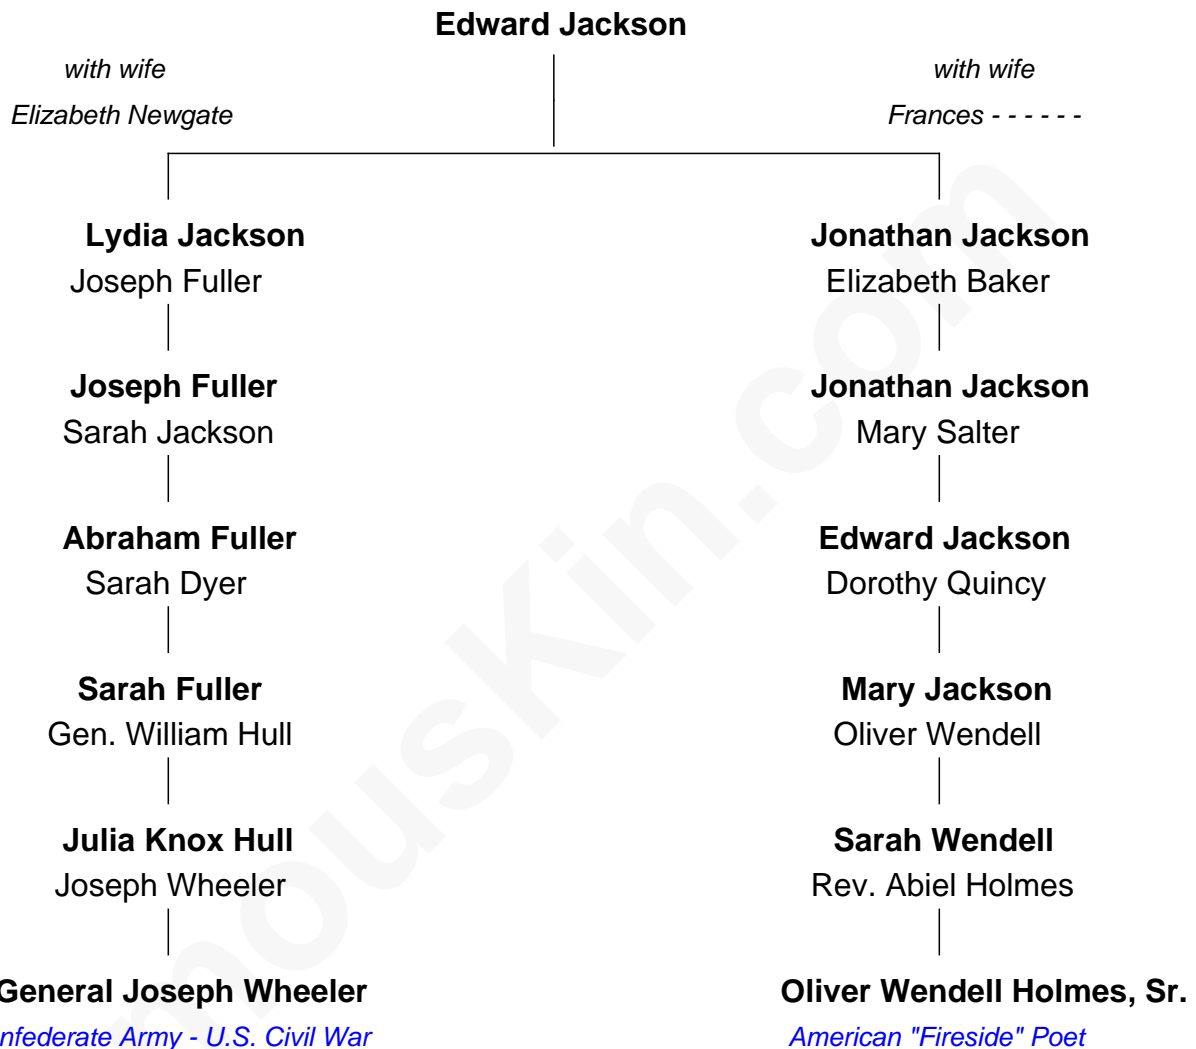 Edward Jackson
with wife
Elizabeth Newgate
with wife
Frances - - - - - -
Lydia Jackson
Joseph Fuller
Jonathan Jackson
Elizabeth Baker
Joseph Fuller
Sarah Jackson
Jonathan Jackson
Mary Salter
Abraham Fuller
Sarah Dyer
Edward Jackson
Dorothy Quincy
Sarah Fuller
Gen. William Hull
Mary Jackson
Oliver Wendell
Julia Knox Hull
Joseph Wheeler
Sarah Wendell
Rev. Abiel Holmes
General Joseph Wheeler
nfederate Army - U.S. Civil War
Oliver Wendell Holmes, Sr.
American "Fireside" Poet
mousKin.com